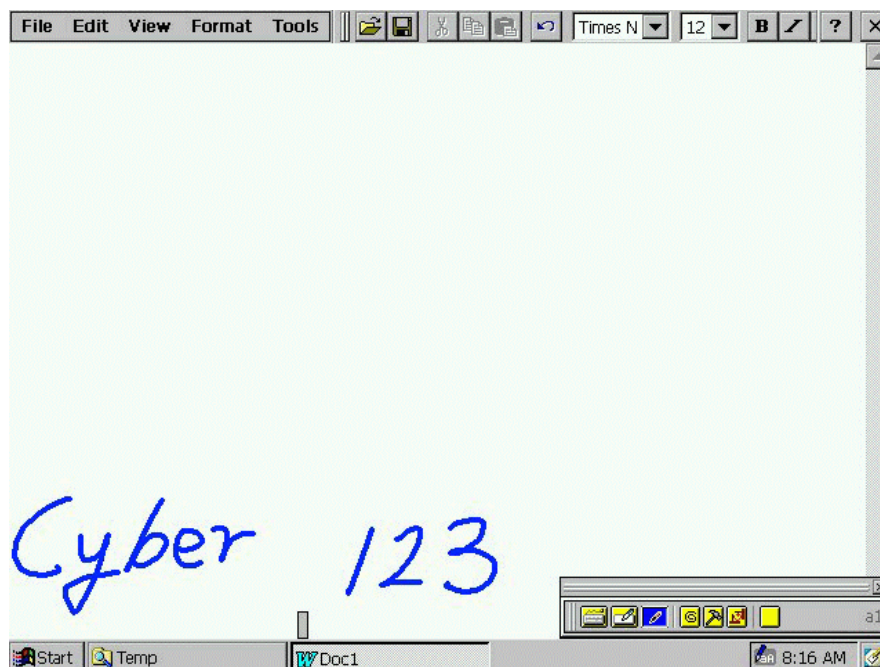 File Edit View Format Tools Times N 12 B I ? X
Cyber 123
Start Temp Doc1 8:16 AM